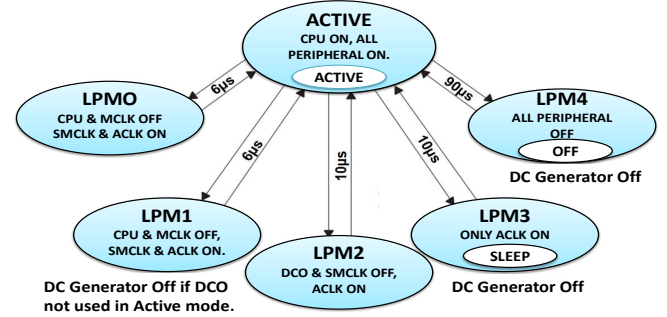 ACTIVE
CPU ON, ALL
PERIPHERAL ON.
ACTIVE
LPMO
CPU & MCLK OFF
SMCLK & ACLK ON
6µs
90µs
LPM4
ALL PERIPHERAL
OFF
OFF
DC Generator Off
6µs
10µs
10µs
LPM1
CPU & MCLK OFF,
SMCLK & ACLK ON.
DC Generator Off if DCO
not used in Active mode.
LPM2
DCO & SMCLK OFF,
ACLK ON
LPM3
ONLY ACLK ON
SLEEP
DC Generator Off